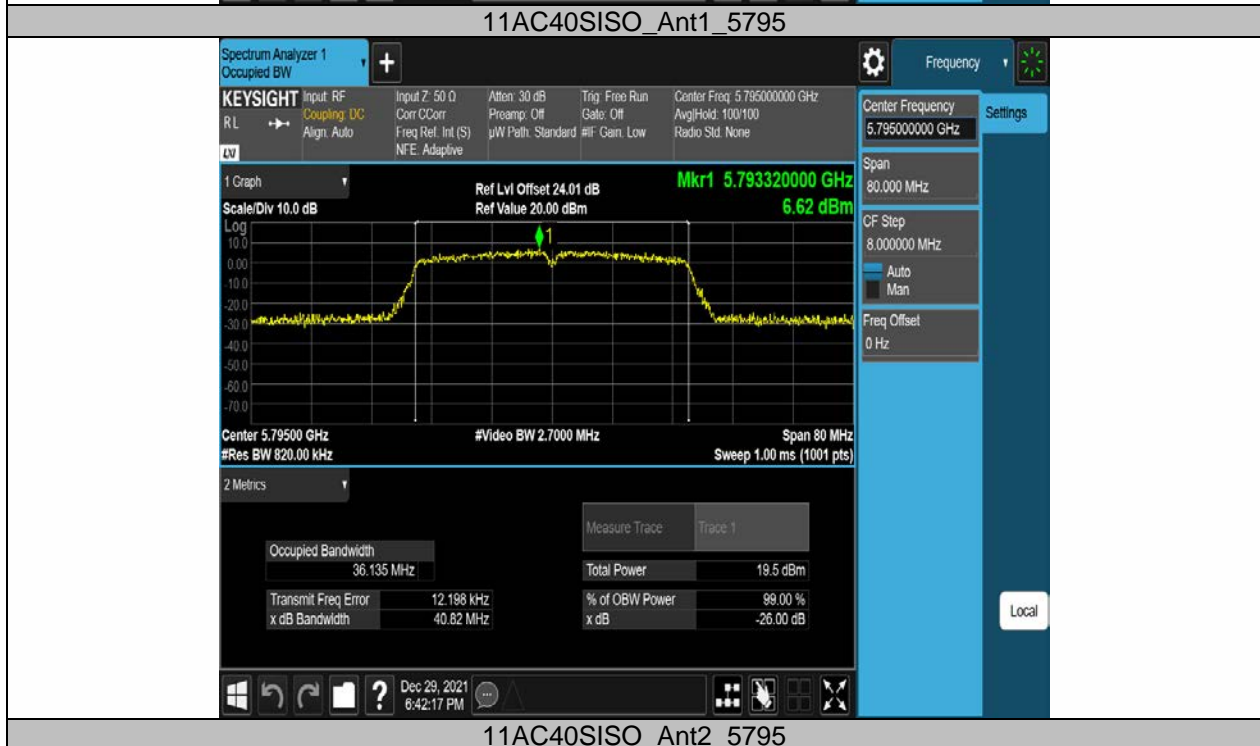 11AC40SISO_Ant1_5795
Spectrum Analyzer 1
Occupied BW
+
Frequency
KEYSIGHT
RL
LXI
Input: RF
Coupling: DC
Align: Auto
Input Z: 50 Ω
Corr CCorr
Freq Ref: Int (S)
NFE: Adaptive
Atten: 30 dB
Preamp: Off
µW Path: Standard
Trig: Free Run
Gate: Off
#IF Gain: Low
Center Freq: 5.795000000 GHz
Avg|Hold: 100/100
Radio Std: None
Center Frequency
5.795000000 GHz
Settings
Span
80.000 MHz
CF Step
8.000000 MHz
Auto
Man
Freq Offset
0 Hz
Local
1 Graph
Scale/Div 10.0 dB
Ref Lvl Offset 24.01 dB
Ref Value 20.00 dBm
Mkr1 5.793320000 GHz
6.62 dBm
Log
10.0
0.00
-10.0
-20.0
-30.0
-40.0
-50.0
-60.0
-70.0
1
Center 5.79500 GHz
#Video BW 2.7000 MHz
Span 80 MHz
#Res BW 820.00 kHz
Sweep 1.00 ms (1001 pts)
2 Metrics
Measure Trace Trace 1
Occupied Bandwidth
36.135 MHz
Total Power 19.5 dBm
Transmit Freq Error 12.198 kHz
% of OBW Power 99.00 %
x dB Bandwidth 40.82 MHz
x dB -26.00 dB
?
Dec 29, 2021
6:42:17 PM
11AC40SISO_Ant2_5795